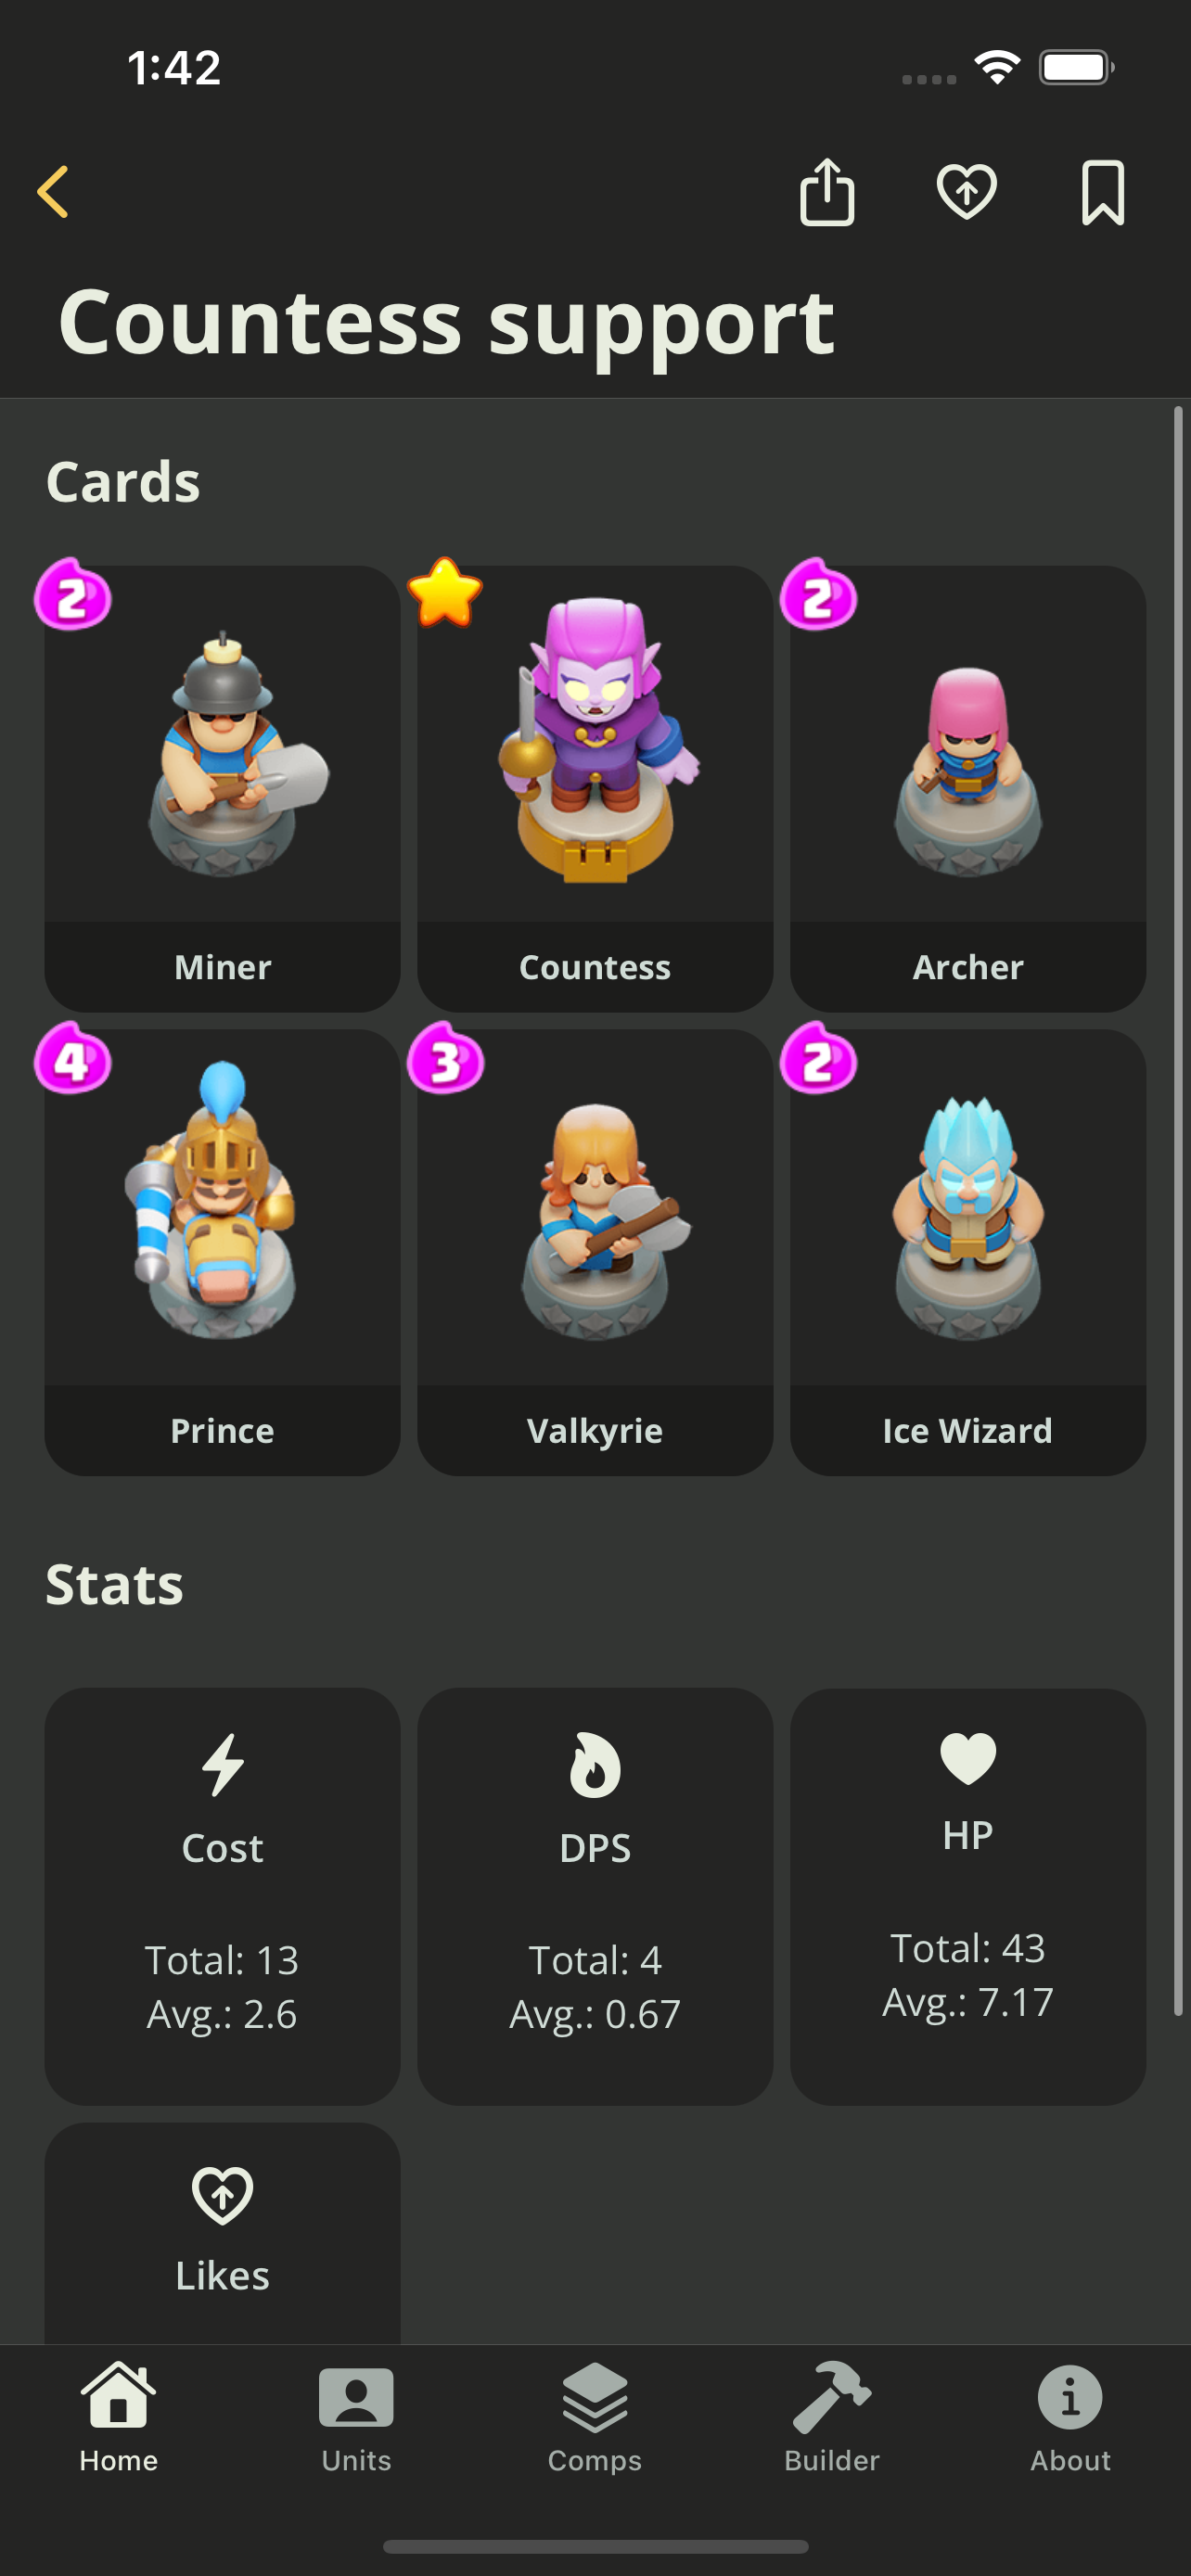 1:42
Countess support
Cards
2
2
Miner
Countess
Archer
4
3
2
Prince
Valkyrie
Ice Wizard
Stats
Cost
DPS
HP
Total: 13
Avg.: 2.6
Total: 4
Avg.: 0.67
Total: 43
Avg.: 7.17
Likes
Home
Units
Comps
Builder
About